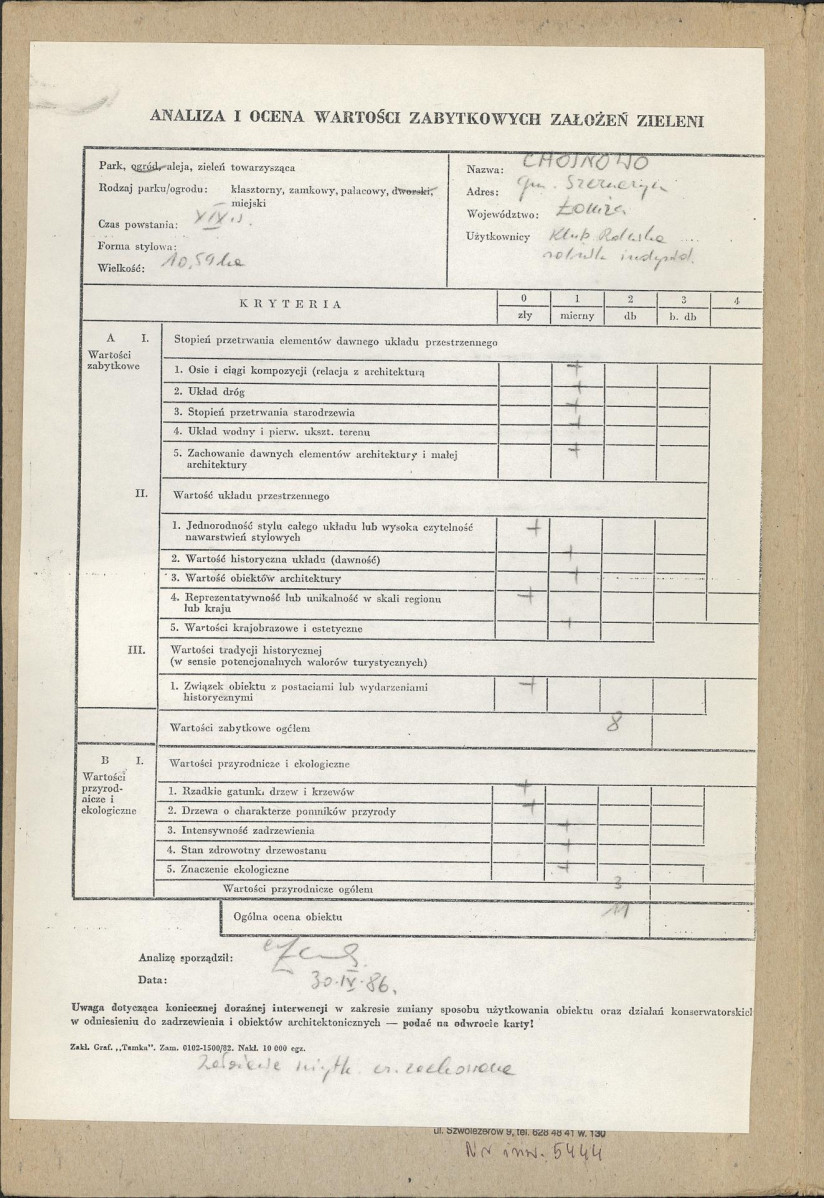 ANALIZA I OCENA WARTOŚCI ZABYTKOWYCH ZAŁOŻEŃ ZIELENI
Park, ogród, aleja, zieleń towarzysząca
Rodzaj parku/ogrodu: klasztorny, zamkowy, pałacowy, dworski,
miejski
Czas powstania: XIX w.
Forma stylowa:
Wielkość: 10,59 ha
Nazwa: CHOJNOWO
Adres: gm.
Województwo: Łomża
Użytkownicy Klub Rolnika ....
rolnik indywid.
KRYTERIA
0 1 2 3 4
zły mierny db b. db
A I. Stopień przetrwania elementów dawnego układu przestrzennego
Wartości
zabytkowe
1. Osie i ciągi kompozycji (relacja z architekturą +
2. Układ dróg +
3. Stopień przetrwania starodrzewia +
4. Układ wodny i pierw. ukszt. terenu +
5. Zachowanie dawnych elementów architektury i małej +
architektury
II. Wartość układu przestrzennego
1. Jednorodność stylu całego układu lub wysoka czytelność +
nawarstwień stylowych
2. Wartość historyczna układu (dawność) +
3. Wartość obiektów architektury +
4. Reprezentatywność lub unikalność w skali regionu +
lub kraju
5. Wartości krajobrazowe i estetyczne +
III. Wartości tradycji historycznej
(w sensie potencjonalnych walorów turystycznych)
1. Związek obiektu z postaciami lub wydarzeniami +
historycznymi
Wartości zabytkowe ogółem 8
B I. Wartości przyrodnicze i ekologiczne
Wartości
przyrod-
nicze i
ekologiczne
1. Rzadkie gatunki drzew i krzewów +
2. Drzewa o charakterze pomników przyrody +
3. Intensywność zadrzewienia +
4. Stan zdrowotny drzewostanu +
5. Znaczenie ekologiczne +
Wartości przyrodnicze ogółem 3
Ogólna ocena obiektu 11
Analizę sporządził:
Data: 30.IV.86.
Uwaga dotycząca koniecznej doraźnej interwencji w zakresie zmiany sposobu użytkowania obiektu oraz działań konserwatorskich
w odniesieniu do zadrzewienia i obiektów architektonicznych — podać na odwrocie karty!
Zakł. Graf. „Tamka". Zam. 0102-1500/82. Nakł. 10 000 egz.
ul. Szwoleżerów 9, tel. 628 48 41 w. 130
Nr inw. 5444